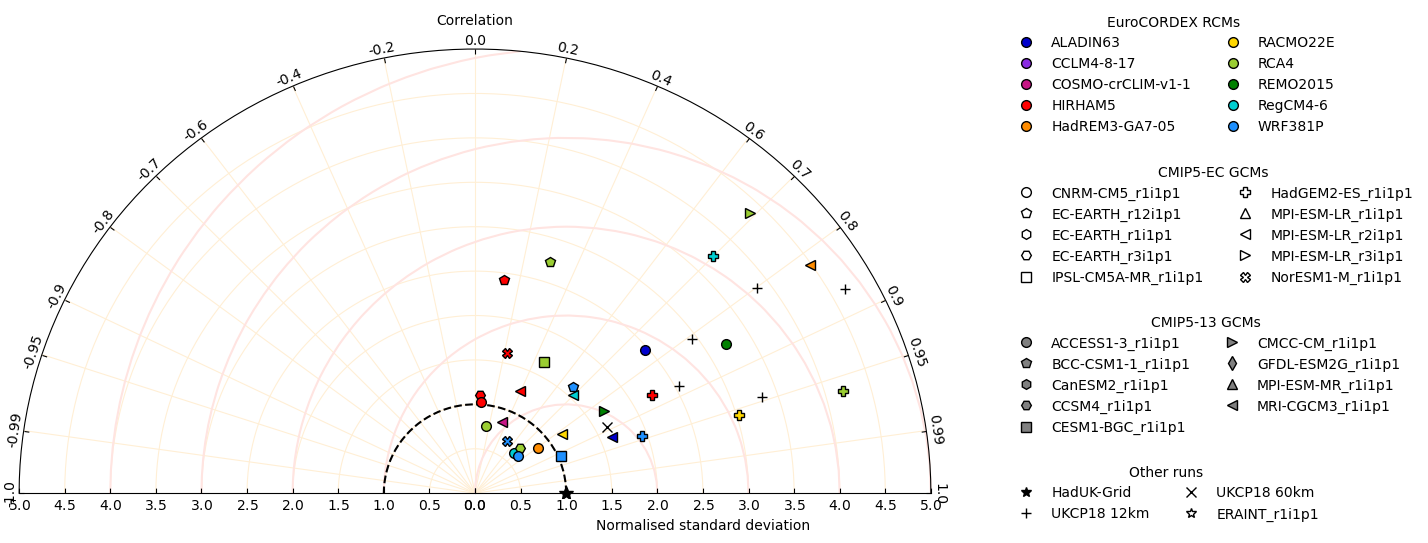 Correlation
0.0
-0.2
0.2
-0.4
0.4
-0.6
0.6
-0.7
0.7
-0.8
0.8
-0.9
0.9
-0.95
0.95
-0.99
0.99
-1.0
1.0
5.0 4.5 4.0 3.5 3.0 2.5 2.0 1.5 1.0 0.5 0.0 0.5 1.0 1.5 2.0 2.5 3.0 3.5 4.0 4.5 5.0
Normalised standard deviation
EuroCORDEX RCMs
ALADIN63 RACMO22E
CCLM4-8-17 RCA4
COSMO-crCLIM-v1-1 REMO2015
HIRHAM5 RegCM4-6
HadREM3-GA7-05 WRF381P
CMIP5-EC GCMs
CNRM-CM5_r1i1p1 HadGEM2-ES_r1i1p1
EC-EARTH_r12i1p1 MPI-ESM-LR_r1i1p1
EC-EARTH_r1i1p1 MPI-ESM-LR_r2i1p1
EC-EARTH_r3i1p1 MPI-ESM-LR_r3i1p1
IPSL-CM5A-MR_r1i1p1 NorESM1-M_r1i1p1
CMIP5-13 GCMs
ACCESS1-3_r1i1p1 CMCC-CM_r1i1p1
BCC-CSM1-1_r1i1p1 GFDL-ESM2G_r1i1p1
CanESM2_r1i1p1 MPI-ESM-MR_r1i1p1
CCSM4_r1i1p1 MRI-CGCM3_r1i1p1
CESM1-BGC_r1i1p1
Other runs
HadUK-Grid UKCP18 60km
UKCP18 12km ERAINT_r1i1p1